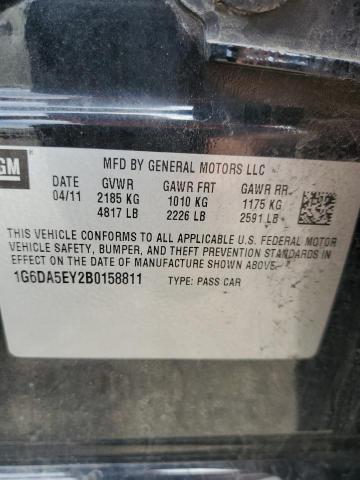 GM
MFD BY GENERAL MOTORS LLC
DATE GVWR GAWR FRT GAWR RR
04/11 2185 KG 1010 KG 1175 KG
4817 LB 2226 LB 2591 LB
THIS VEHICLE CONFORMS TO ALL APPLICABLE U.S. FEDERAL MOTOR
VEHICLE SAFETY, BUMPER, AND THEFT PREVENTION STANDARDS IN
EFFECT ON THE DATE OF MANUFACTURE SHOWN ABOVE.
1G6DA5EY2B0158811 TYPE: PASS CAR